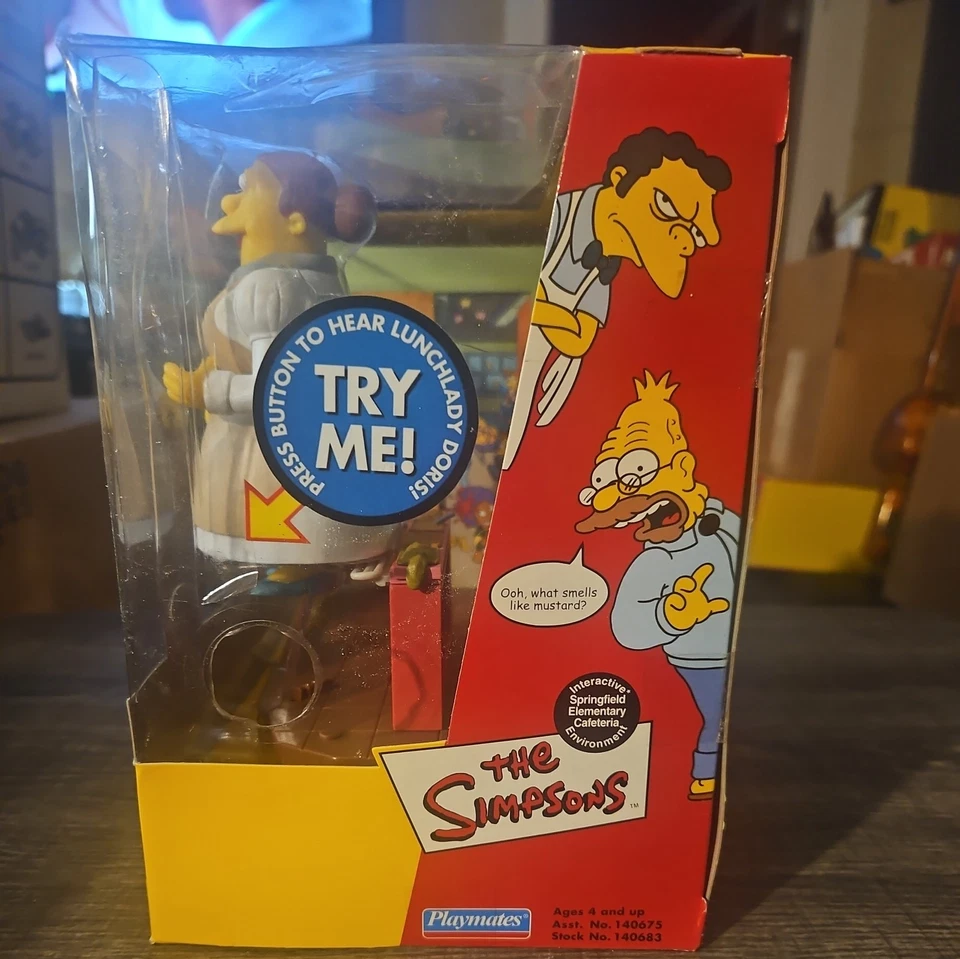 PRESS BUTTON TO HEAR LUNCHLADY DORIS!
TRY
ME!
Ooh, what smells
like mustard?
Interactive*
Springfield
Elementary
Cafeteria
Environment
THE
SIMPSONS TM
Playmates®
Ages 4 and up
Asst. No. 140675
Stock No. 140683